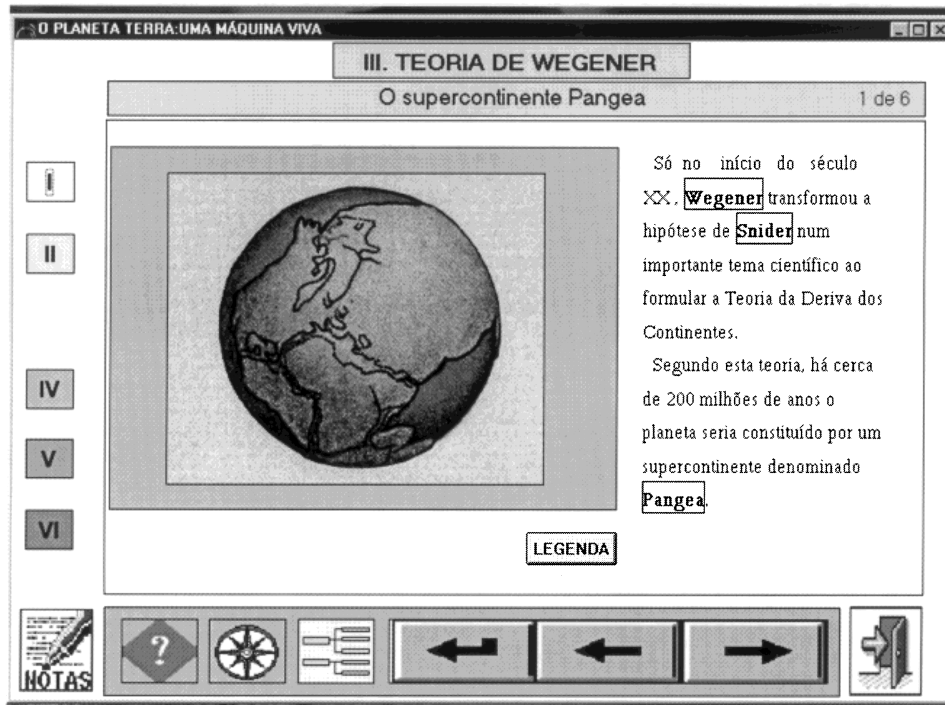 O PLANETA TERRA:UMA MÁQUINA VIVA
III. TEORIA DE WEGENER
O supercontinente Pangea 1 de 6
I
II
IV
V
VI
Só no início do século
XX, Wegener transformou a
hipótese de Snider num
importante tema científico ao
formular a Teoria da Deriva dos
Continentes.
Segundo esta teoria, há cerca
de 200 milhões de anos o
planeta seria constituído por um
supercontinente denominado
Pangea.
LEGENDA
NOTAS
?